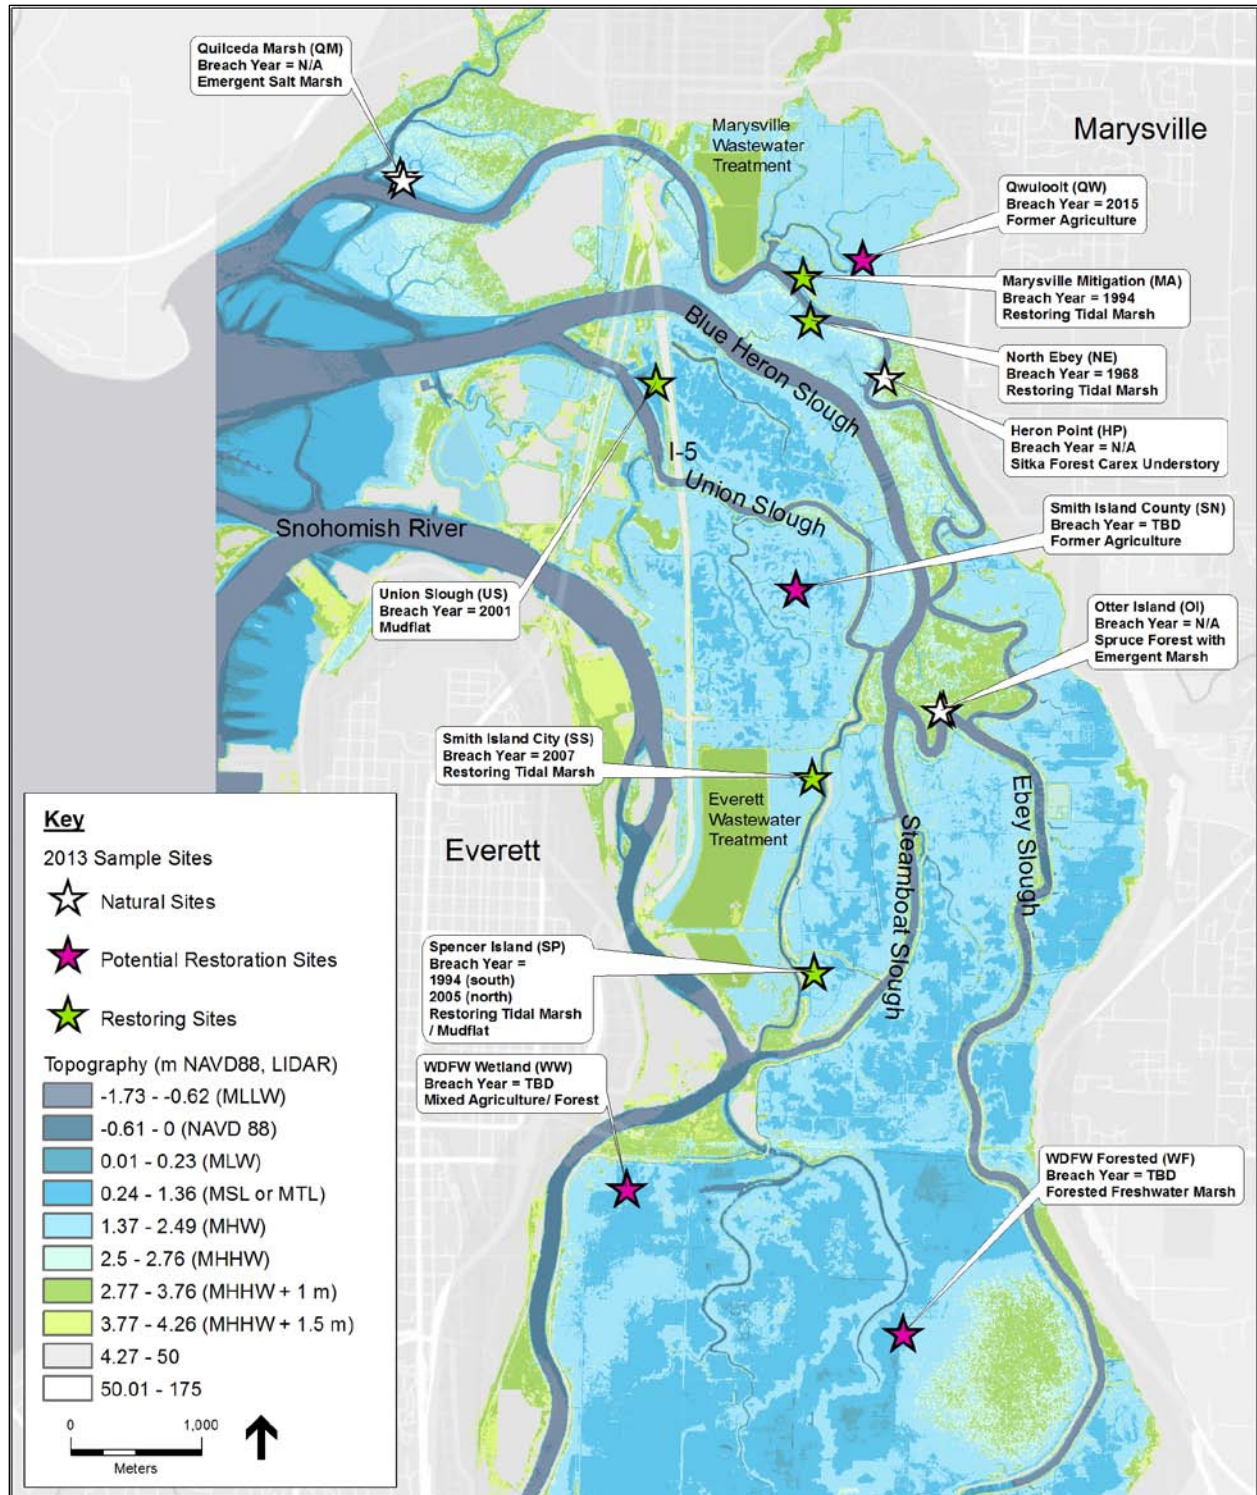 Quilceda Marsh (QM)
Breach Year = N/A
Emergent Salt Marsh
Marysville
Wastewater
Treatment
Marysville
Qwuloolt (QW)
Breach Year = 2015
Former Agriculture
Marysville Mitigation (MA)
Breach Year = 1994
Restoring Tidal Marsh
North Ebey (NE)
Breach Year = 1968
Restoring Tidal Marsh
Blue Heron Slough
Heron Point (HP)
Breach Year = N/A
Sitka Forest Carex Understory
I-5
Union Slough
Smith Island County (SN)
Breach Year = TBD
Former Agriculture
Snohomish River
Union Slough (US)
Breach Year = 2001
Mudflat
Otter Island (OI)
Breach Year = N/A
Spruce Forest with
Emergent Marsh
Smith Island City (SS)
Breach Year = 2007
Restoring Tidal Marsh
Everett
Wastewater
Treatment
Everett
Steamboat Slough
Ebey Slough
Spencer Island (SP)
Breach Year =
1994 (south)
2005 (north)
Restoring Tidal Marsh
/ Mudflat
WDFW Wetland (WW)
Breach Year = TBD
Mixed Agriculture/ Forest
WDFW Forested (WF)
Breach Year = TBD
Forested Freshwater Marsh
Key
2013 Sample Sites
Natural Sites
Potential Restoration Sites
Restoring Sites
Topography (m NAVD88, LIDAR)
-1.73 - -0.62 (MLLW)
-0.61 - 0 (NAVD 88)
0.01 - 0.23 (MLW)
0.24 - 1.36 (MSL or MTL)
1.37 - 2.49 (MHW)
2.5 - 2.76 (MHHW)
2.77 - 3.76 (MHHW + 1 m)
3.77 - 4.26 (MHHW + 1.5 m)
4.27 - 50
50.01 - 175
0 1,000
Meters